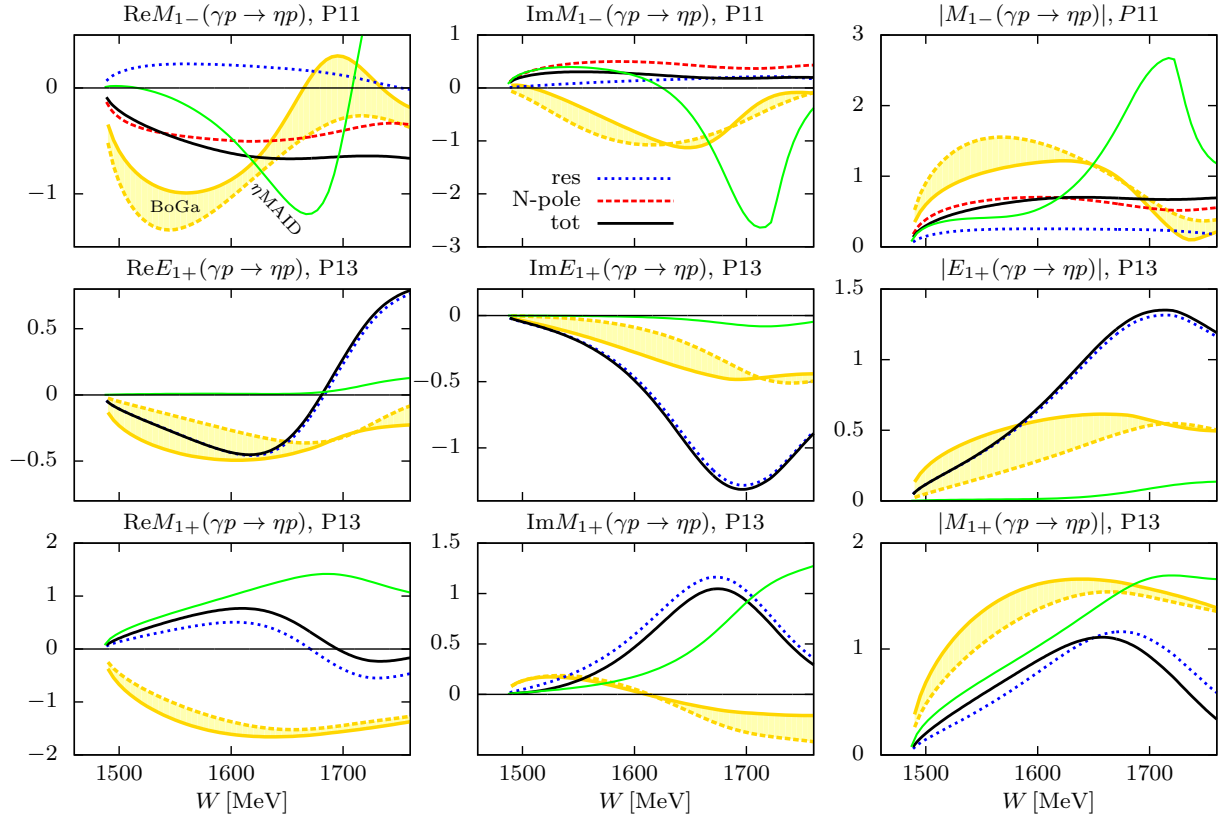 ReM₁₋(γp → ηp), P11
ImM₁₋(γp → ηp), P11
|M₁₋(γp → ηp)|, P11
0
−1
BoGa
ηMAID
1
0
−1
−2
−3
res
N-pole
tot
3
2
1
0
ReE₁₊(γp → ηp), P13
ImE₁₊(γp → ηp), P13
|E₁₊(γp → ηp)|, P13
0.5
0
−0.5
0
−0.5
−1
1.5
1
0.5
0
ReM₁₊(γp → ηp), P13
ImM₁₊(γp → ηp), P13
|M₁₊(γp → ηp)|, P13
2
1
0
−1
−2
1.5
1
0.5
0
2
1
0
1500 1600 1700
1500 1600 1700
1500 1600 1700
W [MeV]
W [MeV]
W [MeV]